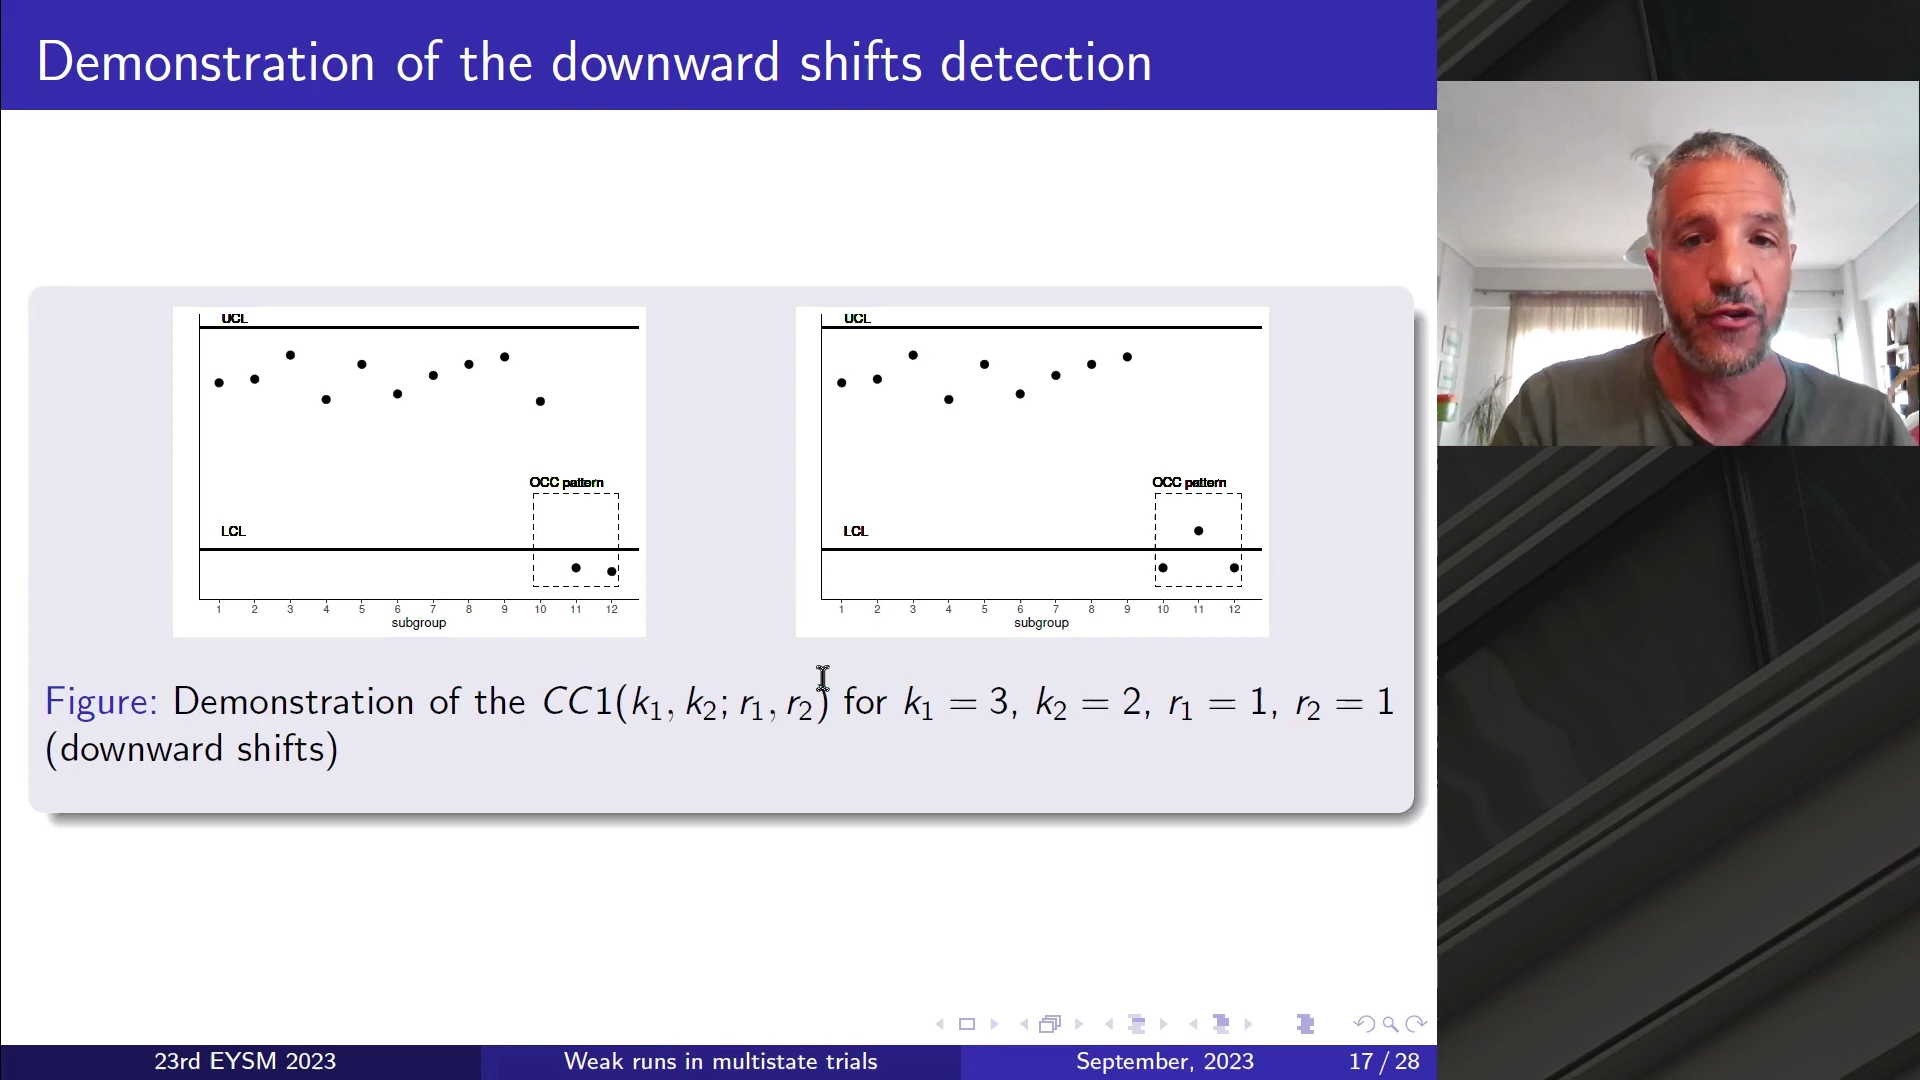 Demonstration of the downward shifts detection
UCL
OCC pattern
LCL
1 2 3 4 5 6 7 8 9 10 11 12
subgroup
UCL
OCC pattern
LCL
1 2 3 4 5 6 7 8 9 10 11 12
subgroup
Figure: Demonstration of the CC1(k₁, k₂; r₁, r₂) for k₁ = 3, k₂ = 2, r₁ = 1, r₂ = 1
(downward shifts)
23rd EYSM 2023 Weak runs in multistate trials September, 2023 17 / 28